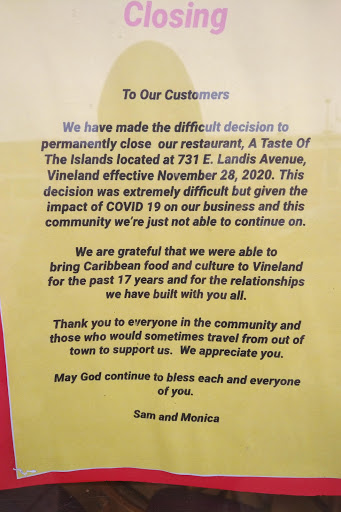 Closing
To Our Customers
We have made the difficult decision to
permanently close our restaurant, A Taste Of
The Islands located at 731 E. Landis Avenue,
Vineland effective November 28, 2020. This
decision was extremely difficult but given the
impact of COVID 19 on our business and this
community we're just not able to continue on.
We are grateful that we were able to
bring Caribbean food and culture to Vineland
for the past 17 years and for the relationships
we have built with you all.
Thank you to everyone in the community and
those who would sometimes travel from out of
town to support us. We appreciate you.
May God continue to bless each and everyone
of you.
Sam and Monica